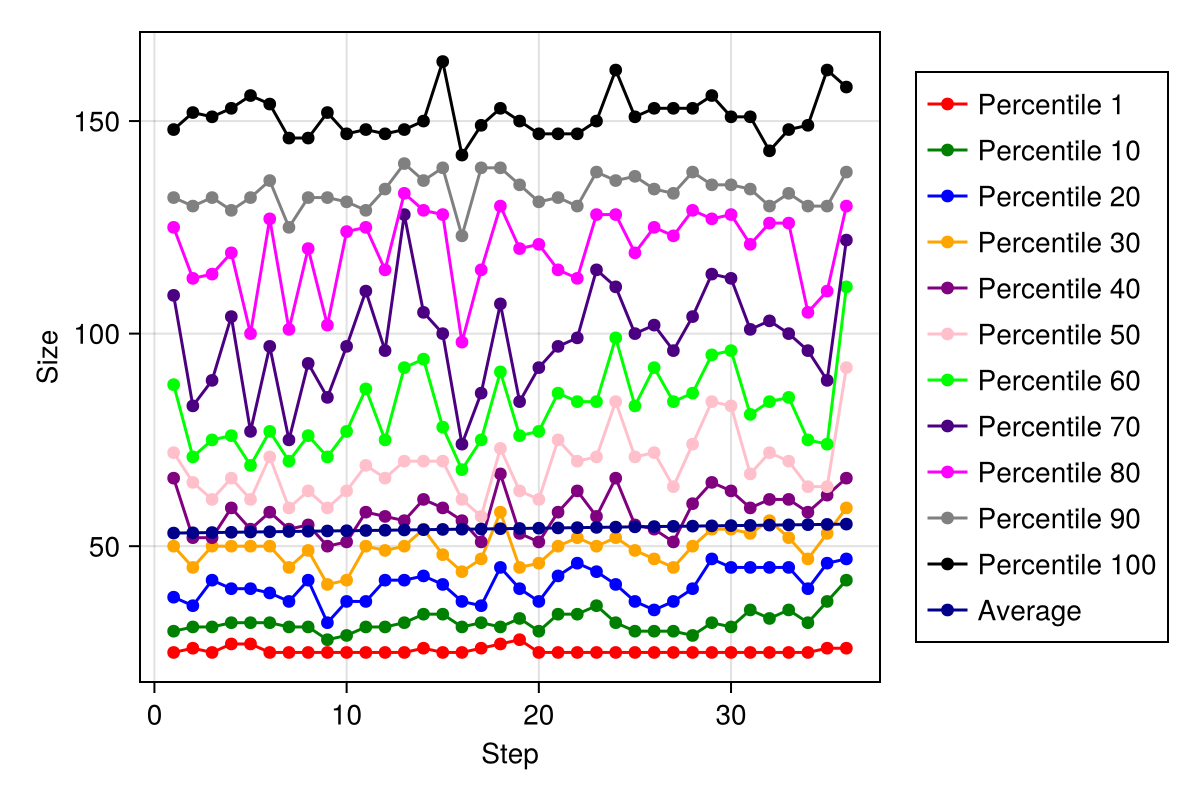 150
100
50
Size
0
10
20
30
Step
Percentile 1
Percentile 10
Percentile 20
Percentile 30
Percentile 40
Percentile 50
Percentile 60
Percentile 70
Percentile 80
Percentile 90
Percentile 100
Average